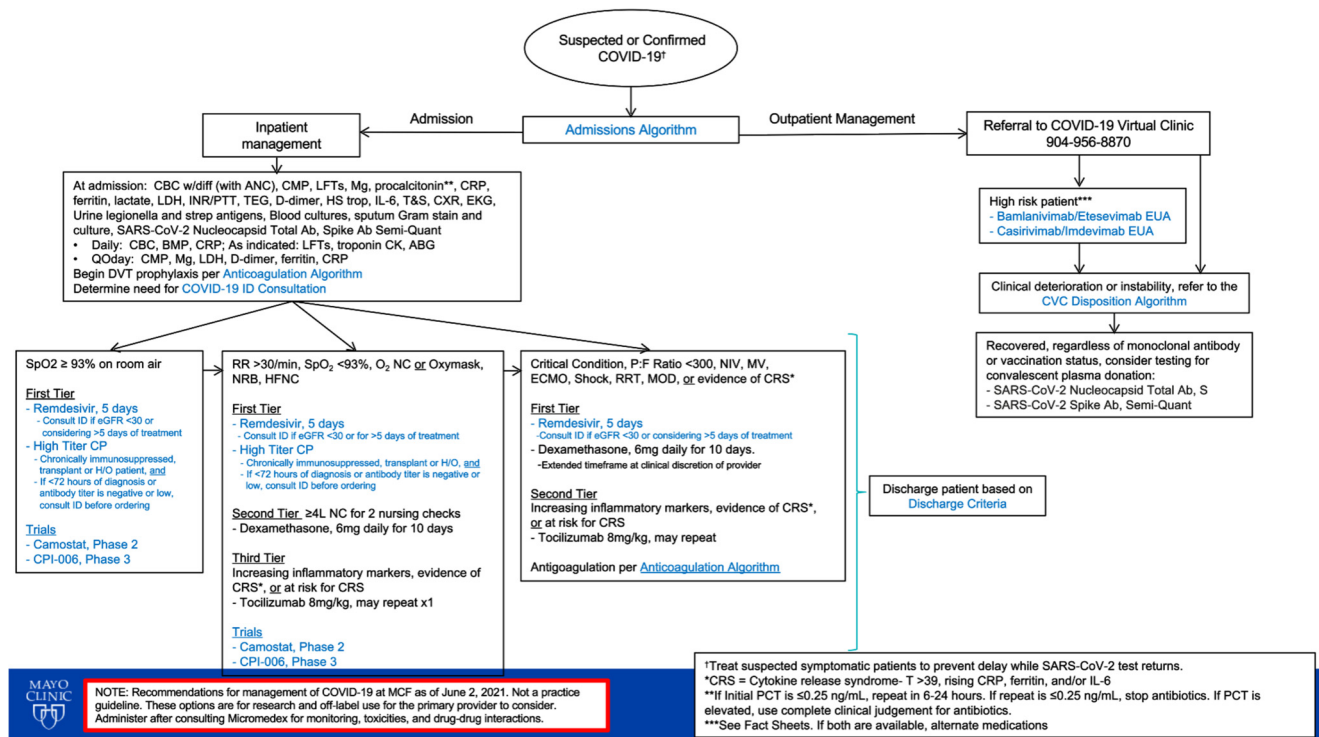 Suspected or Confirmed
COVID-19†
Admission
Admissions Algorithm
Outpatient Management
Inpatient
management
Referral to COVID-19 Virtual Clinic
904-956-8870
At admission: CBC w/diff (with ANC), CMP, LFTs, Mg, procalcitonin**, CRP,
ferritin, lactate, LDH, INR/PTT, TEG, D-dimer, HS trop, IL-6, T&S, CXR, EKG,
Urine legionella and strep antigens, Blood cultures, sputum Gram stain and
culture, SARS-CoV-2 Nucleocapsid Total Ab, Spike Ab Semi-Quant
• Daily: CBC, BMP, CRP; As indicated: LFTs, troponin CK, ABG
• QOday: CMP, Mg, LDH, D-dimer, ferritin, CRP
Begin DVT prophylaxis per Anticoagulation Algorithm
Determine need for COVID-19 ID Consultation
High risk patient***
- Bamlanivimab/Etesevimab EUA
- Casirivimab/Imdevimab EUA
Clinical deterioration or instability, refer to the
CVC Disposition Algorithm
Recovered, regardless of monoclonal antibody
or vaccination status, consider testing for
convalescent plasma donation:
- SARS-CoV-2 Nucleocapsid Total Ab, S
- SARS-CoV-2 Spike Ab, Semi-Quant
SpO2 ≥ 93% on room air
First Tier
- Remdesivir, 5 days
- Consult ID if eGFR <30 or
considering >5 days of treatment
- High Titer CP
- Chronically immunosuppressed,
transplant or H/O patient, and
- If <72 hours of diagnosis or
antibody titer is negative or low,
consult ID before ordering
Trials
- Camostat, Phase 2
- CPI-006, Phase 3
RR >30/min, SpO₂ <93%, O₂ NC or Oxymask,
NRB, HFNC
First Tier
- Remdesivir, 5 days
- Consult ID if eGFR <30 or for >5 days of treatment
- High Titer CP
- Chronically immunosuppressed, transplant or H/O, and
- If <72 hours of diagnosis or antibody titer is negative or
low, consult ID before ordering
Second Tier ≥4L NC for 2 nursing checks
- Dexamethasone, 6mg daily for 10 days
Third Tier
Increasing inflammatory markers, evidence of
CRS*, or at risk for CRS
- Tocilizumab 8mg/kg, may repeat x1
Trials
- Camostat, Phase 2
- CPI-006, Phase 3
Critical Condition, P:F Ratio <300, NIV, MV,
ECMO, Shock, RRT, MOD, or evidence of CRS*
First Tier
- Remdesivir, 5 days
-Consult ID if eGFR <30 or considering >5 days of treatment
- Dexamethasone, 6mg daily for 10 days.
-Extended timeframe at clinical discretion of provider
Second Tier
Increasing inflammatory markers, evidence of CRS*,
or at risk for CRS
- Tocilizumab 8mg/kg, may repeat
Antigoagulation per Anticoagulation Algorithm
Discharge patient based on
Discharge Criteria
MAYO
CLINIC
NOTE: Recommendations for management of COVID-19 at MCF as of June 2, 2021. Not a practice
guideline. These options are for research and off-label use for the primary provider to consider.
Administer after consulting Micromedex for monitoring, toxicities, and drug-drug interactions.
†Treat suspected symptomatic patients to prevent delay while SARS-CoV-2 test returns.
*CRS = Cytokine release syndrome- T >39, rising CRP, ferritin, and/or IL-6
**If Initial PCT is ≤0.25 ng/mL, repeat in 6-24 hours. If repeat is ≤0.25 ng/mL, stop antibiotics. If PCT is
elevated, use complete clinical judgement for antibiotics.
***See Fact Sheets. If both are available, alternate medications